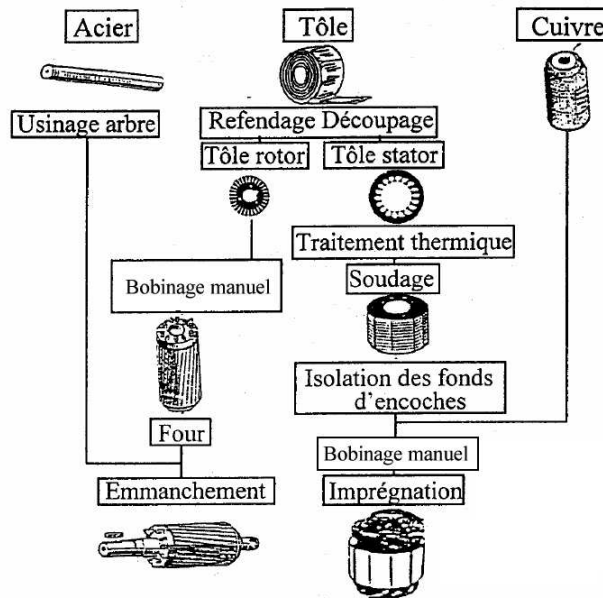 Acier
Tôle
Cuivre
Usinage arbre
Refendage Découpage
Tôle rotor
Tôle stator
Traitement thermique
Bobinage manuel
Soudage
Isolation des fonds
d'encoches
Four
Bobinage manuel
Emmanchement
Imprégnation